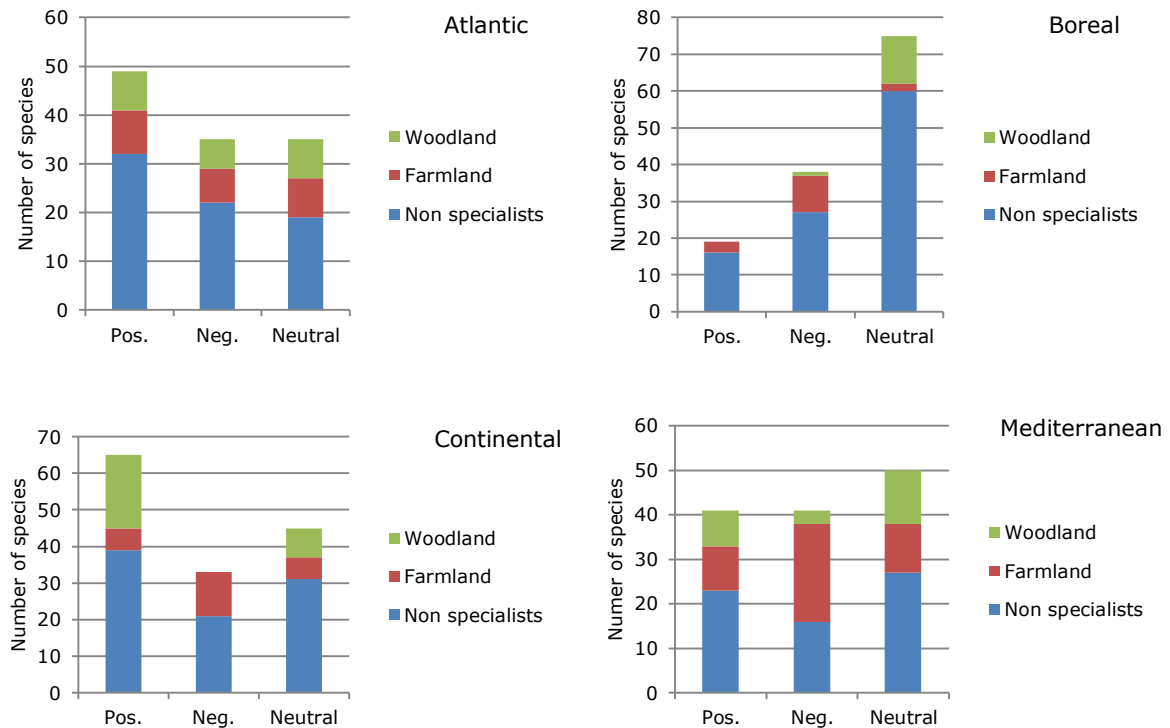 Atlantic
Number of species
60
50
40
30
20
10
0
Pos. Neg. Neutral
Woodland
Farmland
Non specialists
Boreal
Number of species
80
70
60
50
40
30
20
10
0
Pos. Neg. Neutral
Woodland
Farmland
Non specialists
Continental
Number of species
70
60
50
40
30
20
10
0
Pos. Neg. Neutral
Woodland
Farmland
Non specialists
Mediterranean
Numer of species
60
50
40
30
20
10
0
Pos. Neg. Neutral
Woodland
Farmland
Non specialists